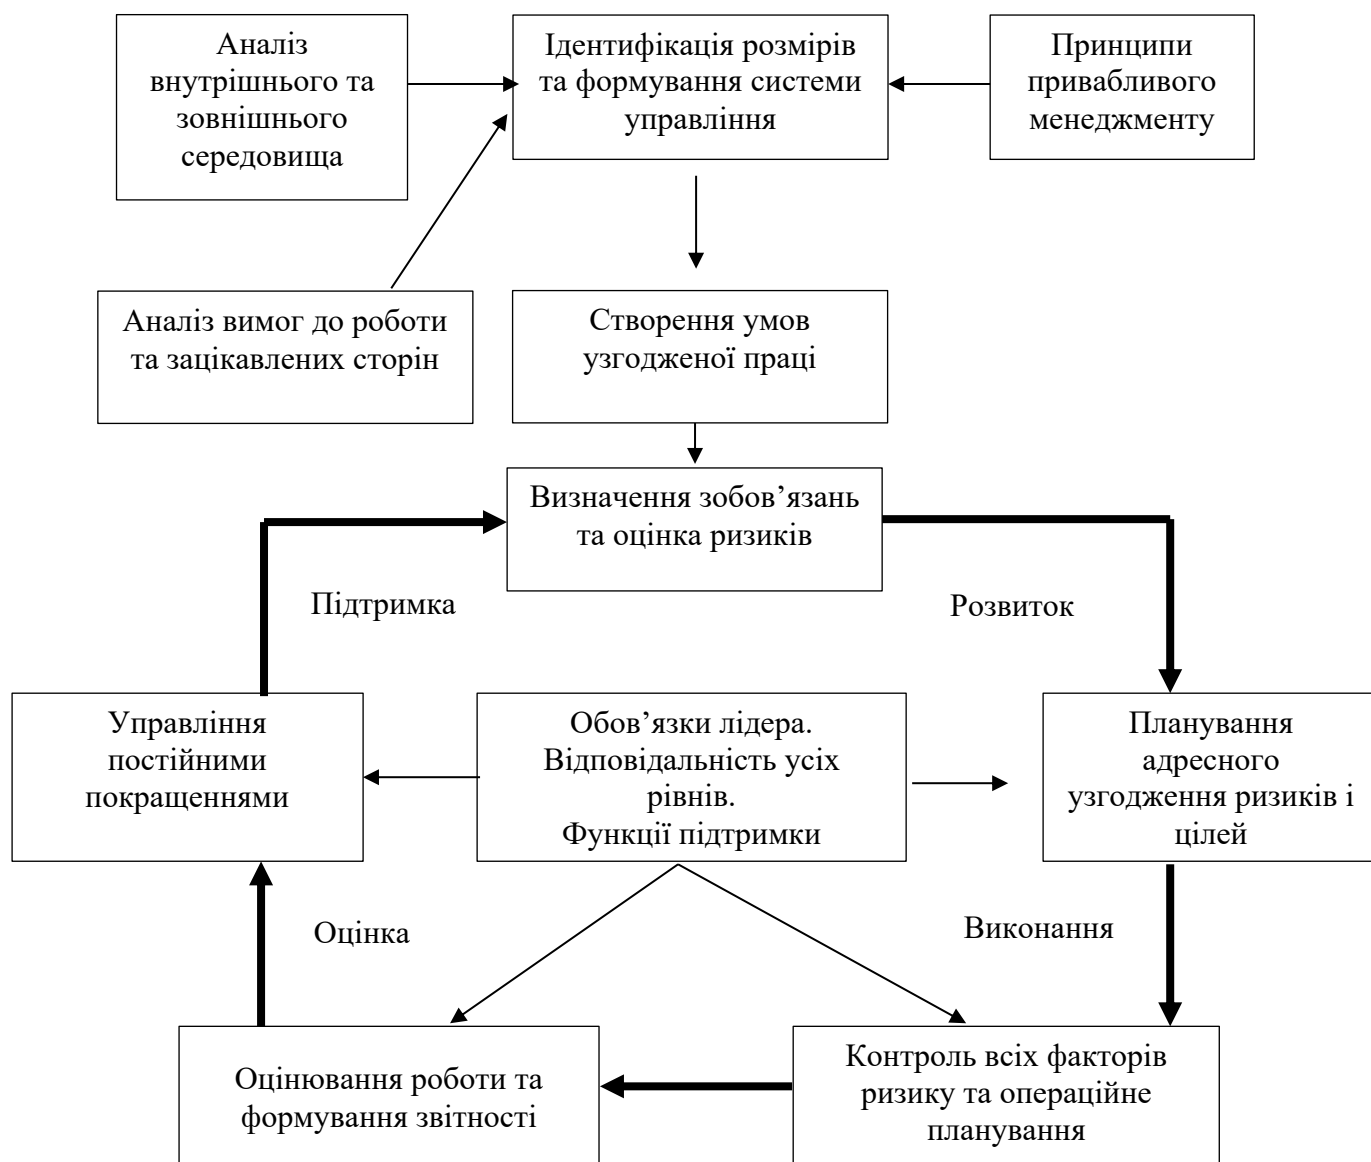 Аналіз
внутрішнього та
зовнішнього
середовища
Ідентифікація розмірів
та формування системи
управління
Принципи
привабливого
менеджменту
Аналіз вимог до роботи
та зацікавлених сторін
Створення умов
узгодженої праці
Визначення зобов’язань
та оцінка ризиків
Підтримка
Розвиток
Управління
постійними
покращеннями
Обов’язки лідера.
Відповідальність усіх
рівнів.
Функції підтримки
Планування
адресного
узгодження ризиків і
цілей
Оцінка
Виконання
Оцінювання роботи та
формування звітності
Контроль всіх факторів
ризику та операційне
планування